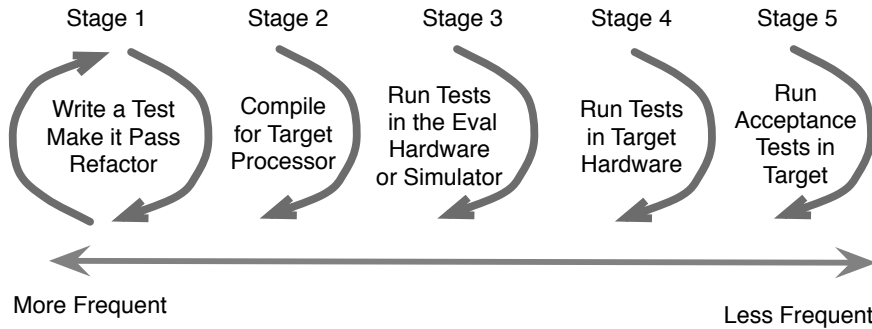 Stage 1
Stage 2
Stage 3
Stage 4
Stage 5
Write a Test
Make it Pass
Refactor
Compile
for Target
Processor
Run Tests
in the Eval
Hardware
or Simulator
Run Tests
in Target
Hardware
Run
Acceptance
Tests in
Target
More Frequent
Less Frequent